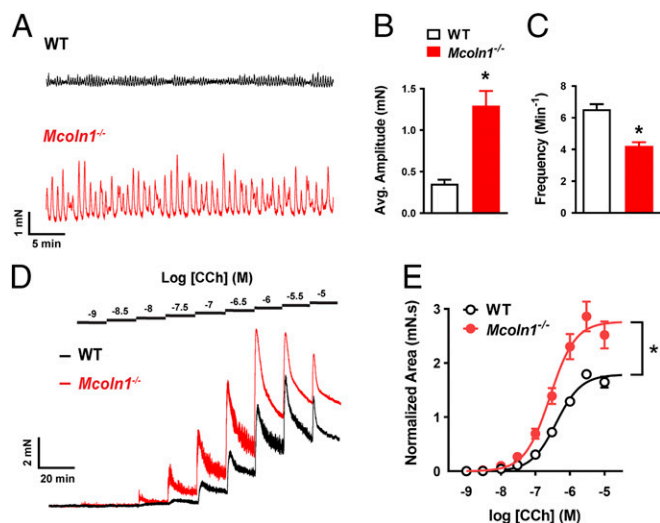 A
WT
Mcoln1-/-
1 mN
5 min
B
WT
Mcoln1-/-
Avg. Amplitude (mN)
1.5
1.0
0.5
0.0
*
C
Frequency (Min-1)
8
6
4
2
0
*
D
Log [CCh] (M)
-9 -8.5 -8 -7.5 -7 -6.5 -6 -5.5 -5
WT
Mcoln1-/-
2 mN
20 min
E
WT
Mcoln1-/-
Normalized Area (mN.s)
3
2
1
0
*
-9 -8 -7 -6 -5
log [CCh] (M)